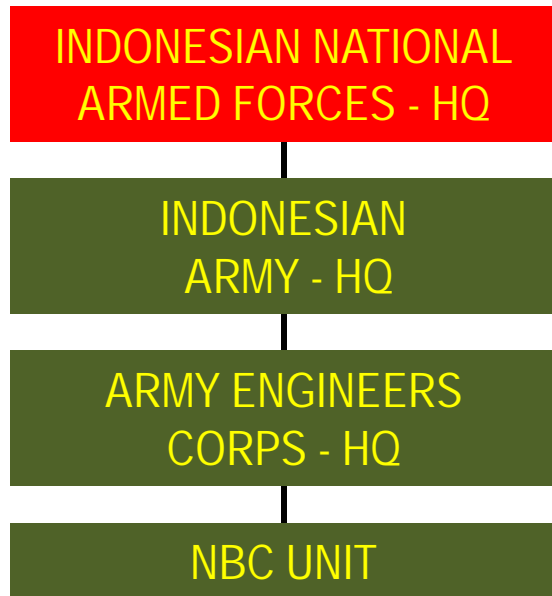 INDONESIAN NATIONAL
ARMED FORCES - HQ
INDONESIAN
ARMY - HQ
ARMY ENGINEERS
CORPS - HQ
NBC UNIT